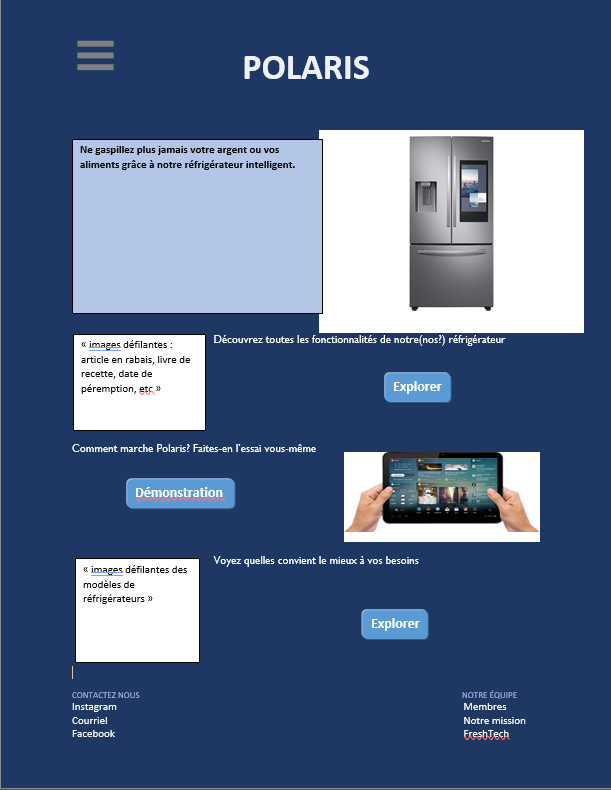 POLARIS
Ne gaspillez plus jamais votre argent ou vos
aliments grâce à notre réfrigérateur intelligent.
« images défilantes :
article en rabais, livre de
recette, date de
péremption, etc »
Découvrez toutes les fonctionnalités de notre(nos?) réfrigérateur
Explorer
Comment marche Polaris? Faites-en l'essai vous-même
Démonstration
« images défilantes des
modèles de
réfrigérateurs »
Voyez quelles convient le mieux à vos besoins
Explorer
CONTACTEZ NOUS
Instagram
Courriel
Facebook
NOTRE ÉQUIPE
Membres
Notre mission
FreshTech